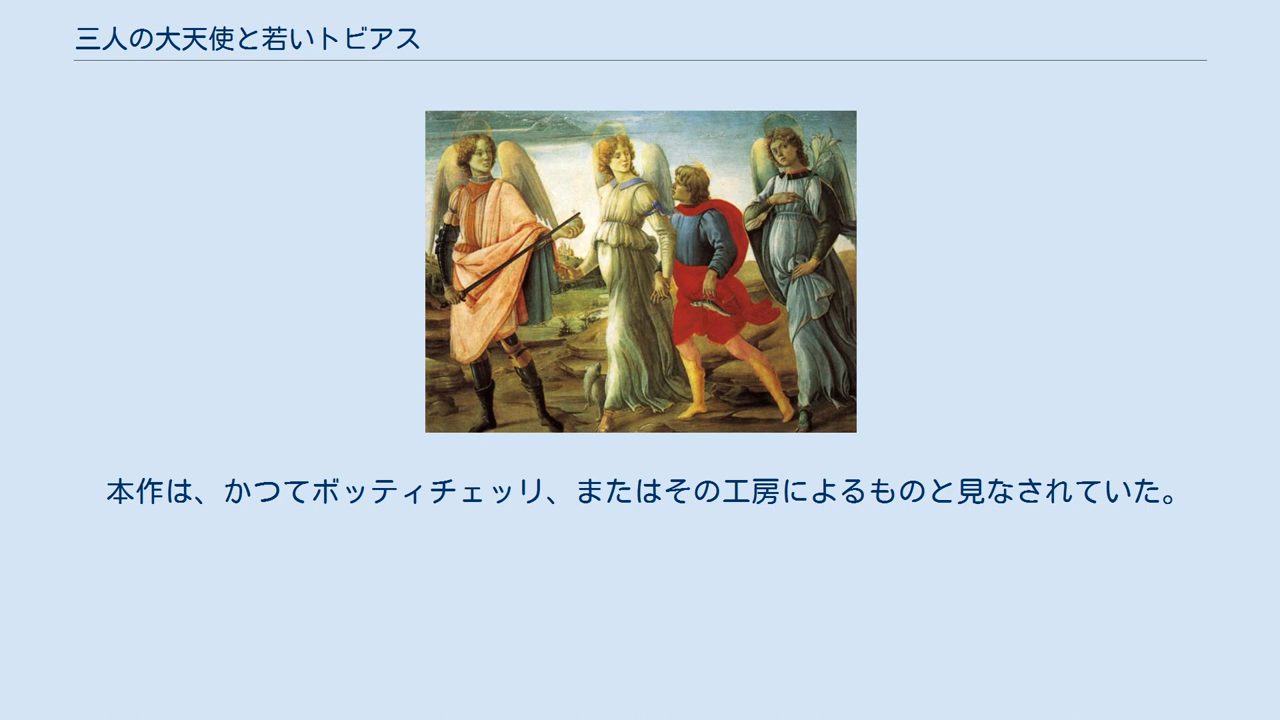 三人の大天使と若いトビアス
本作は、かつてボッティチェッリ、またはその工房によるものと見なされていた。